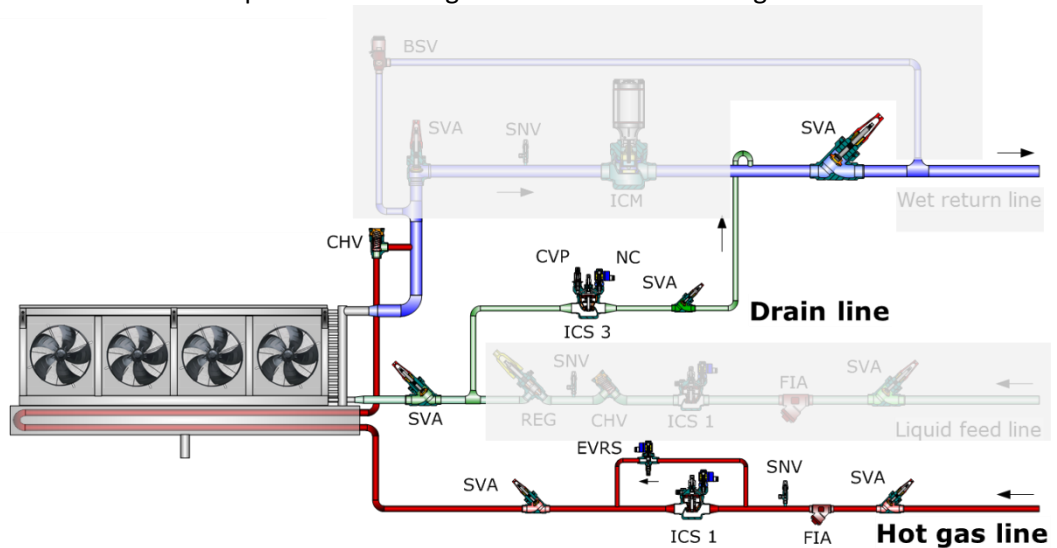 BSV
SVA
SNV
SVA
ICM
Wet return line
CHV
CVP
NC
SVA
ICS 3
Drain line
SNV
SVA
FIA
SVA
REG
CHV
ICS 1
Liquid feed line
EVRS
SVA
SNV
SVA
ICS 1
FIA
Hot gas line